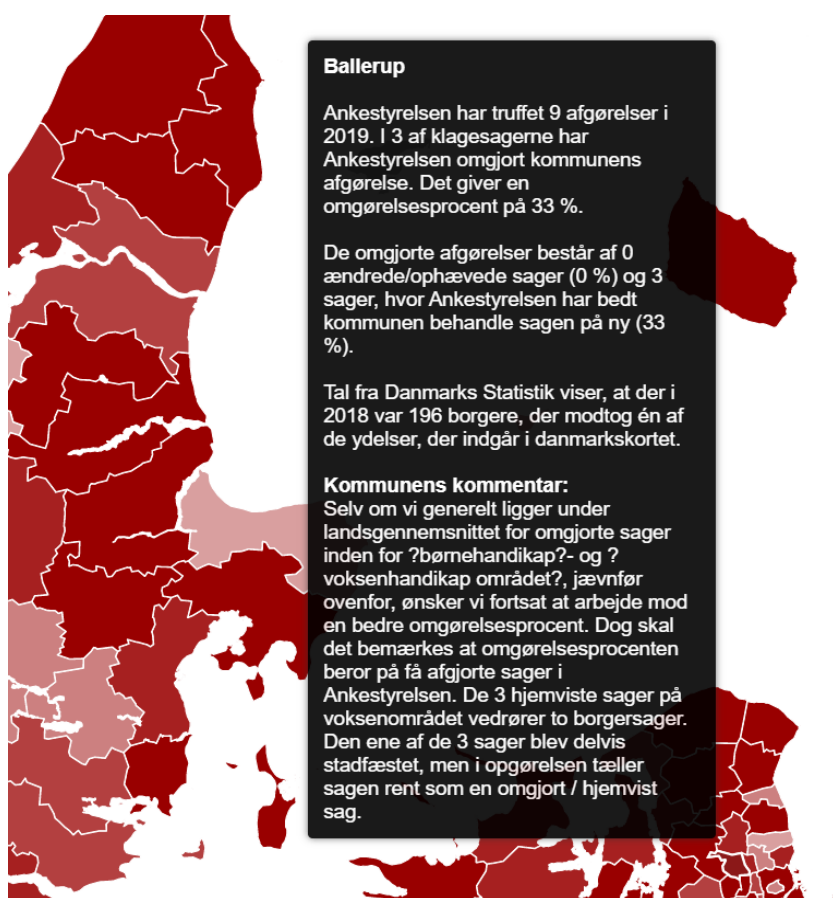 Ballerup
Ankestyrelsen har truffet 9 afgørelser i
2019. I 3 af klagesagerne har
Ankestyrelsen omgjort kommunens
afgørelse. Det giver en
omgørelsesprocent på 33 %.
De omgjorte afgørelser består af 0
ændrede/ophævede sager (0 %) og 3
sager, hvor Ankestyrelsen har bedt
kommunen behandle sagen på ny (33
%).
Tal fra Danmarks Statistik viser, at der i
2018 var 196 borgere, der modtog én af
de ydelser, der indgår i danmarkskortet.
Kommunens kommentar:
Selv om vi generelt ligger under
landsgennemsnittet for omgjorte sager
inden for ?børnehandikap?- og ?
voksenhandikap området?, jævnfør
ovenfor, ønsker vi fortsat at arbejde mod
en bedre omgørelsesprocent. Dog skal
det bemærkes at omgørelsesprocenten
beror på få afgjorte sager i
Ankestyrelsen. De 3 hjemviste sager på
voksenområdet vedrører to borgersager.
Den ene af de 3 sager blev delvis
stadfæstet, men i opgørelsen tæller
sagen rent som en omgjort / hjemvist
sag.